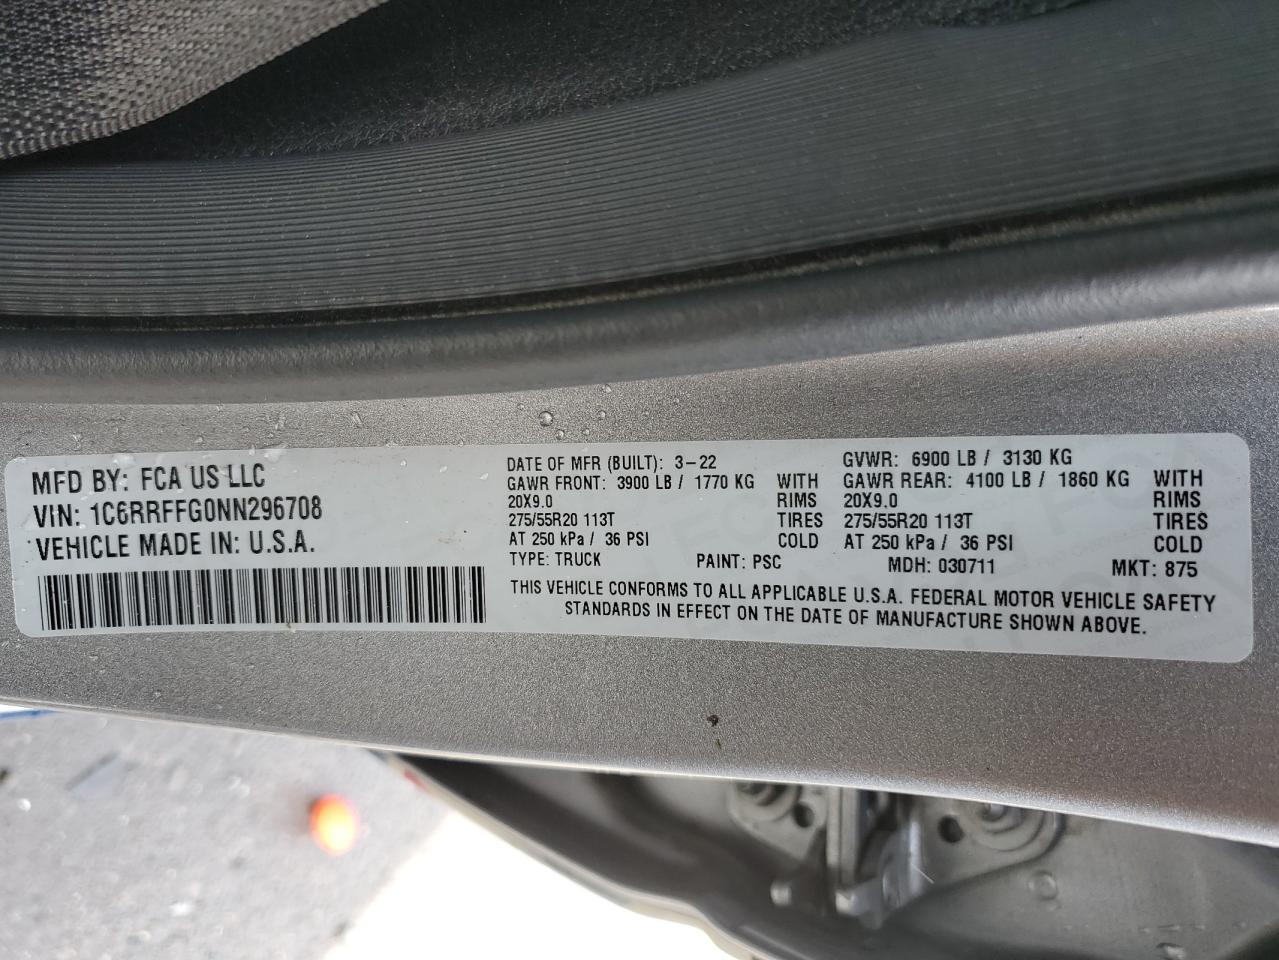 MFD BY: FCA US LLC
VIN: 1C6RRFFG0NN296708
VEHICLE MADE IN: U.S.A.
DATE OF MFR (BUILT): 3-22
GAWR FRONT: 3900 LB / 1770 KG WITH
20X9.0 RIMS
275/55R20 113T TIRES
AT 250 kPa / 36 PSI COLD
GVWR: 6900 LB / 3130 KG
GAWR REAR: 4100 LB / 1860 KG WITH
20X9.0 RIMS
275/55R20 113T TIRES
AT 250 kPa / 36 PSI COLD
TYPE: TRUCK PAINT: PSC MDH: 030711 MKT: 875
THIS VEHICLE CONFORMS TO ALL APPLICABLE U.S.A. FEDERAL MOTOR VEHICLE SAFETY
STANDARDS IN EFFECT ON THE DATE OF MANUFACTURE SHOWN ABOVE.